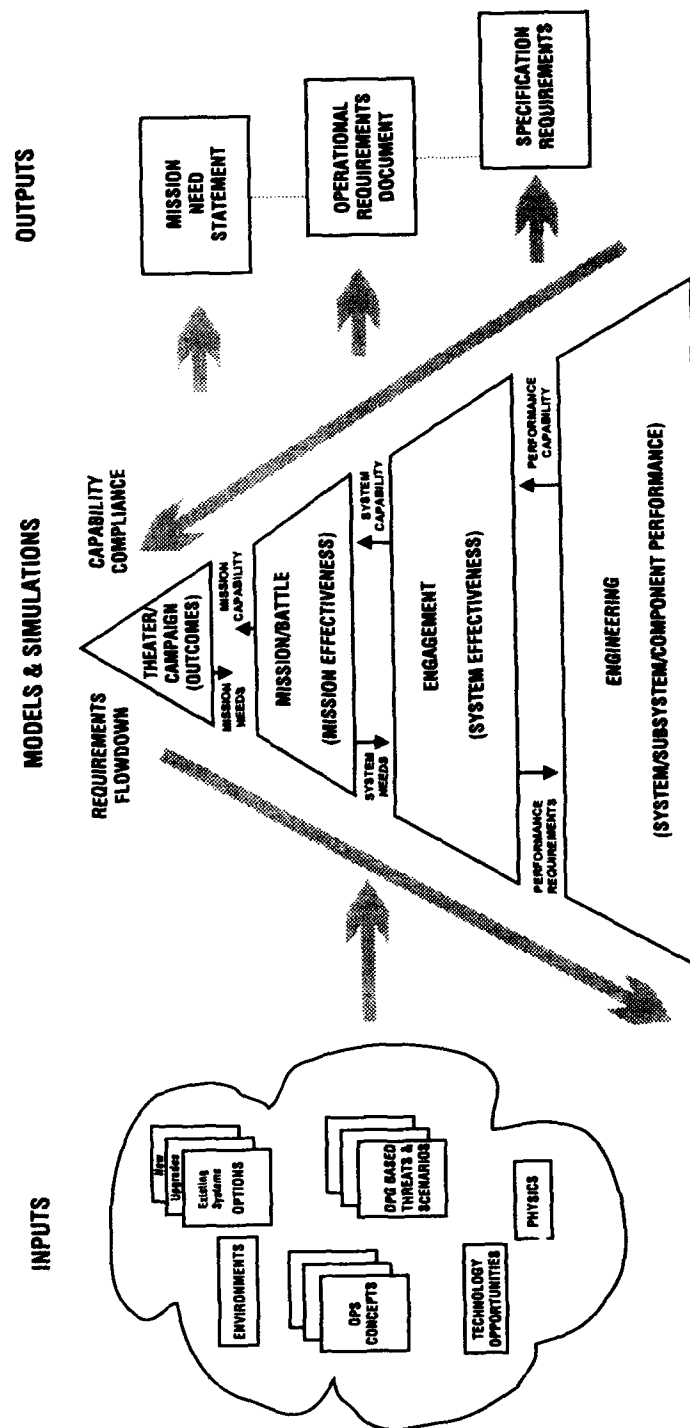 INPUTS
MODELS & SIMULATIONS
OUTPUTS
New
Upgrades
Existing
Systems
OPTIONS
ENVIRONMENTS
OPS
CONCEPTS
DPG BASED
THREATS &
SCENARIOS
TECHNOLOGY
OPPORTUNITIES
PHYSICS
REQUIREMENTS
FLOWDOWN
CAPABILITY
COMPLIANCE
THEATER/
CAMPAIGN
(OUTCOMES)
MISSION NEEDS
MISSION
CAPABILITY
MISSION/BATTLE
(MISSION EFFECTIVENESS)
SYSTEM
NEEDS
SYSTEM
CAPABILITY
ENGAGEMENT
(SYSTEM EFFECTIVENESS)
PERFORMANCE
REQUIREMENTS
PERFORMANCE
CAPABILITY
ENGINEERING
(SYSTEM/SUBSYSTEM/COMPONENT PERFORMANCE)
MISSION
NEED
STATEMENT
OPERATIONAL
REQUIREMENTS
DOCUMENT
SPECIFICATION
REQUIREMENTS